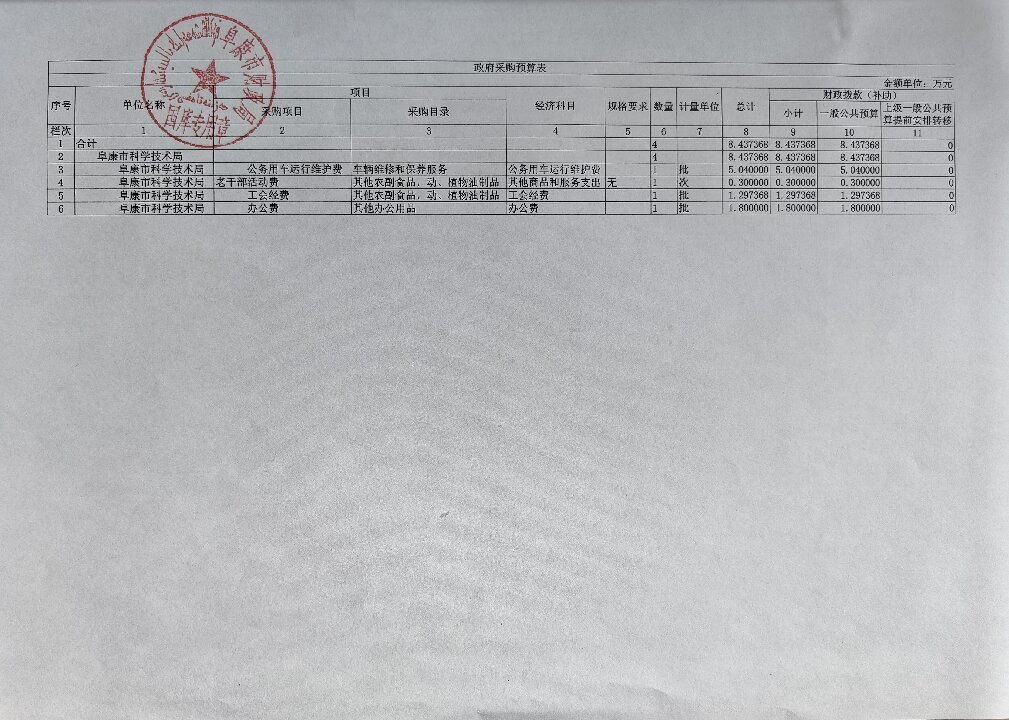 政府采购预算表
金额单位：万元
序号 单位名称 项目 规格要求 数量 计量单位 总计 财政拨款（补助）
采购项目 采购目录 经济科目 小计 一般公共预算 上级一般公共预算提前安排转移
栏次 1 2 3 4 5 6 7 8 9 10 11
1 合计 4 8.437368 8.437368 8.437368 0
2 阜康市科学技术局 4 8.437368 8.437368 8.437368 0
3 阜康市科学技术局 公务用车运行维护费 车辆维修和保养服务 公务用车运行维护费 1 批 5.040000 5.040000 5.040000 0
4 阜康市科学技术局 老干部活动费 其他农副食品，动、植物油制品 其他商品和服务支出 无 1 次 0.300000 0.300000 0.300000 0
5 阜康市科学技术局 工会经费 其他农副食品，动、植物油制品 工会经费 1 批 1.297368 1.297368 1.297368 0
6 阜康市科学技术局 办公费 其他办公用品 办公费 1 批 1.800000 1.800000 1.800000 0
阜康市财政局
国库专用章